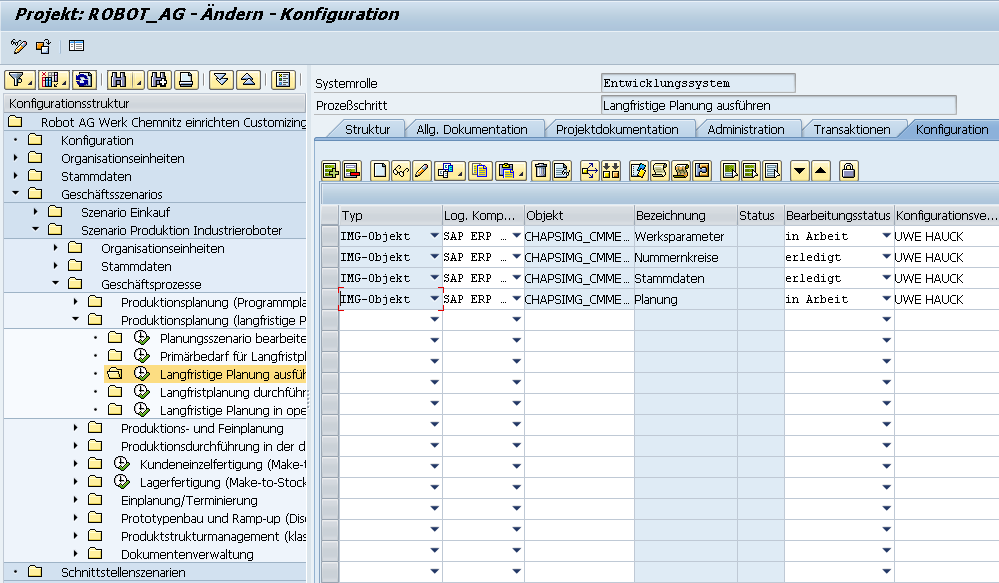 Projekt: ROBOT_AG - Ändern - Konfiguration
Systemrolle Entwicklungssystem
Prozeßschritt Langfristige Planung ausführen
Struktur Allg. Dokumentation Projektdokumentation Administration Transaktionen Konfiguration
Konfigurationsstruktur
Robot AG Werk Chemnitz einrichten Customizing
Konfiguration
Organisationseinheiten
Stammdaten
Geschäftsszenarios
Szenario Einkauf
Szenario Produktion Industrieroboter
Organisationseinheiten
Stammdaten
Geschäftsprozesse
Produktionsplanung (Programmpla
Produktionsplanung (langfristige P
Planungsszenario bearbeite
Primärbedarf für Langfristpl
Langfristige Planung ausfüh
Langfristplanung durchführ
Langfristige Planung in ope
Produktions- und Feinplanung
Produktionsdurchführung in der d
Kundeneinzelfertigung (Make-t
Lagerfertigung (Make-to-Stock
Einplanung/Terminierung
Prototypenbau und Ramp-up (Dis
Produktstrukturmanagement (klas
Dokumentenverwaltung
Schnittstellenszenarien
Typ Log. Komp... Objekt Bezeichnung Status Bearbeitungsstatus Konfigurationsve...
IMG-Objekt SAP ERP … CHAPSIMG_CMME… Werksparameter in Arbeit UWE HAUCK
IMG-Objekt SAP ERP … CHAPSIMG_CMME… Nummernkreise erledigt UWE HAUCK
IMG-Objekt SAP ERP … CHAPSIMG_CMME… Stammdaten erledigt UWE HAUCK
IMG-Objekt SAP ERP … CHAPSIMG_CMME… Planung in Arbeit UWE HAUCK